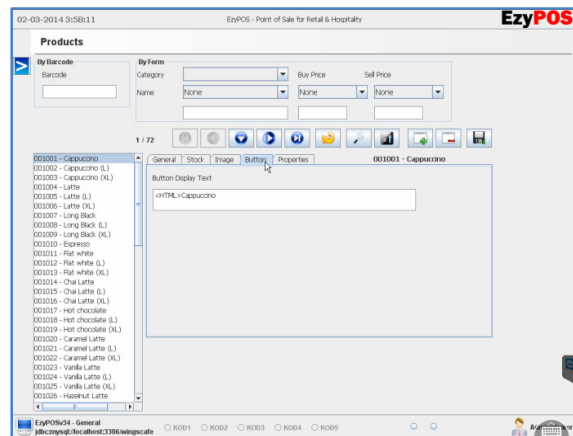 02-03-2014 3:58:11
EzyPOS - Point of Sale for Retail & Hospitality
EzyPOS
Products
By Barcode
Barcode
By Form
Category
Buy Price
Sell Price
Name
None
None
None
1 / 72
001001 - Cappuccino
001002 - Cappuccino (L)
001003 - Cappuccino (XL)
001004 - Latte
001005 - Latte (L)
001006 - Latte (XL)
001007 - Long Black
001008 - Long Black (L)
001009 - Long Black (XL)
001010 - Espresso
001011 - Flat white
001012 - Flat white (L)
001013 - Flat white (XL)
001014 - Chai Latte
001015 - Chai Latte (L)
001016 - Chai Latte (XL)
001017 - Hot chocolate
001018 - Hot chocolate (L)
001019 - Hot chocolate (XL)
001020 - Caramel Latte
001021 - Caramel Latte (L)
001022 - Caramel Latte (XL)
001023 - Vanilla Latte
001024 - Vanilla Latte (L)
001025 - Vanilla Latte (XL)
001026 - Hazelnut Latte
General
Stock
Image
Button
Properties
001001 - Cappuccino
Button Display Text
<HTML>Cappuccino
EzyPOSv34 - General
jdbc:mysql://localhost:3306/wingscafe
KOD1
KOD2
KOD3
KOD4
KOD5